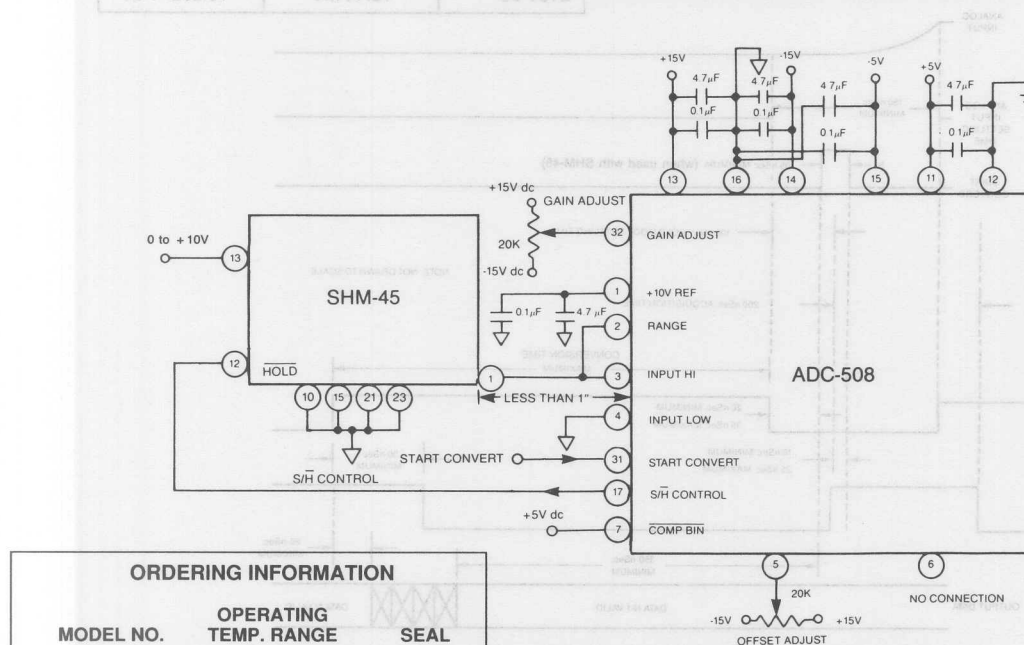 +15V
-15V
-5V
+5V
4.7µF
4.7µF
4.7µF
4.7µF
0.1µF
0.1µF
0.1µF
0.1µF
13
16
14
15
11
12
+15V dc
GAIN ADJUST
20K
-15V dc
32
GAIN ADJUST
0 to +10V
13
SHM-45
1
+10V REF
0.1µF
4.7µF
2
RANGE
12
HOLD
1
3
INPUT HI
ADC-508
LESS THAN 1"
10
15
21
23
4
INPUT LOW
START CONVERT
31
START CONVERT
S/H CONTROL
17
S/H CONTROL
+5V dc
7
COMP BIN
5
6
20K
NO CONNECTION
-15V
+15V
OFFSET ADJUST
ORDERING INFORMATION
OPERATING
MODEL NO. TEMP. RANGE SEAL